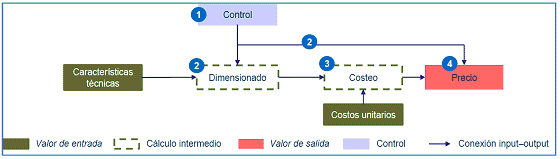 1 Control
2
Características
técnicas
2 Dimensionado
3 Costeo
4 Precio
Costos unitarios
Valor de entrada
Cálculo intermedio
Valor de salida
Control
Conexión input–output